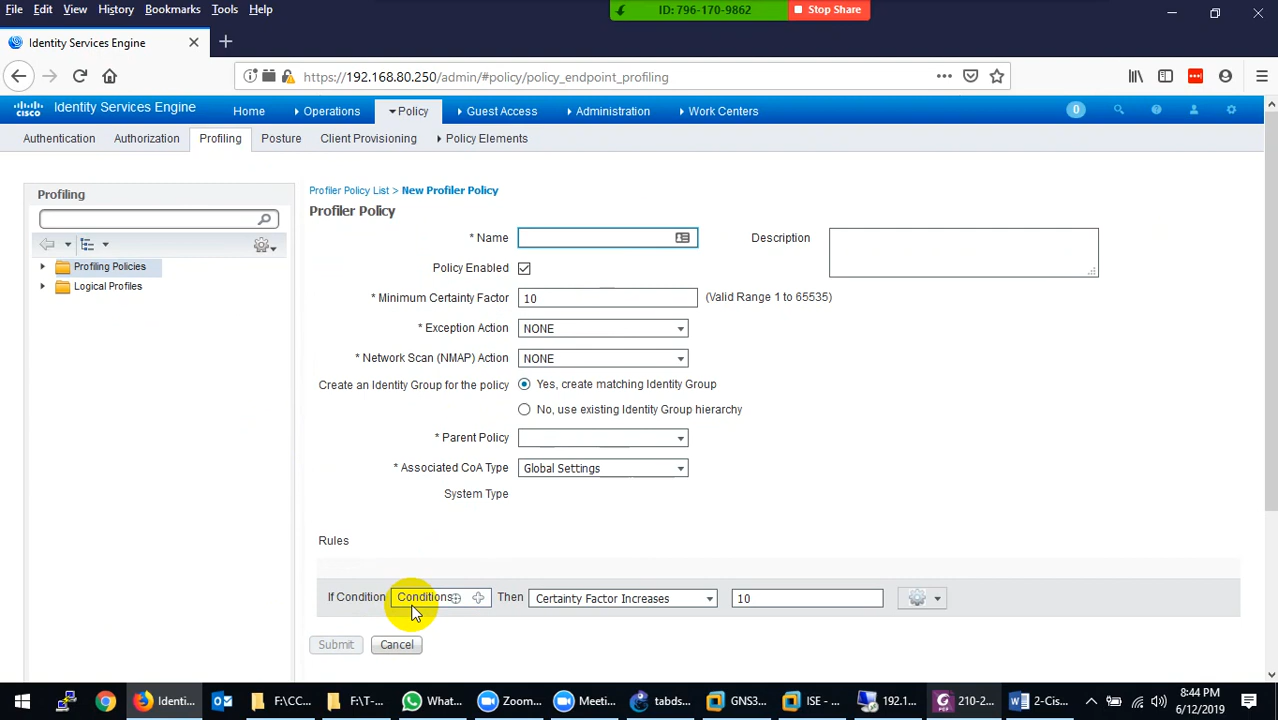 File Edit View History Bookmarks Tools Help
ID: 796-170-9862 Stop Share
Identity Services Engine
https://192.168.80.250/admin/#policy/policy_endpoint_profiling
cisco Identity Services Engine Home Operations Policy Guest Access Administration Work Centers 0
Authentication Authorization Profiling Posture Client Provisioning Policy Elements
Profiling
Profiling Policies
Logical Profiles
Profiler Policy List > New Profiler Policy
Profiler Policy
* Name Description
Policy Enabled
* Minimum Certainty Factor 10 (Valid Range 1 to 65535)
* Exception Action NONE
* Network Scan (NMAP) Action NONE
Create an Identity Group for the policy Yes, create matching Identity Group
No, use existing Identity Group hierarchy
* Parent Policy
* Associated CoA Type Global Settings
System Type
Rules
If Condition Conditions Then Certainty Factor Increases 10
Submit Cancel
Identi... F:\CC... F:\T-... What... Zoom... Meeti... tabds... GNS3... ISE - ... 192.1... 210-2... 2-Cis... 8:44 PM
6/12/2019